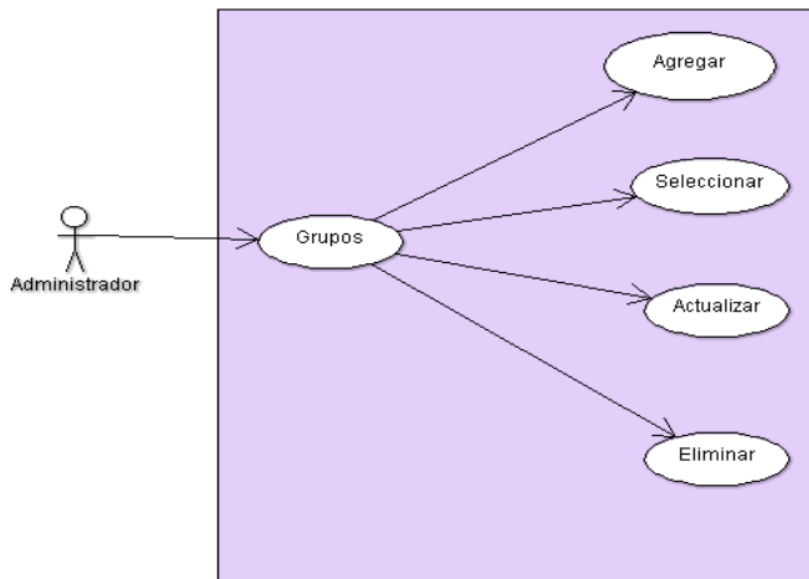 Agregar
Seleccionar
Grupos
Administrador
Actualizar
Eliminar